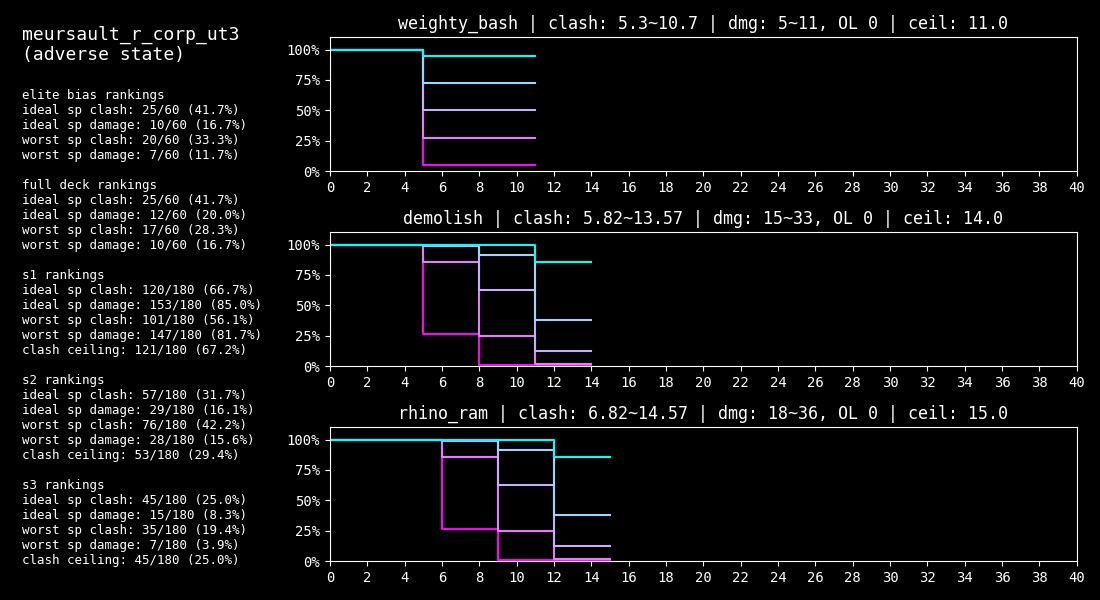 meursault_r_corp_ut3
(adverse state)
elite bias rankings
ideal sp clash: 25/60 (41.7%)
ideal sp damage: 10/60 (16.7%)
worst sp clash: 20/60 (33.3%)
worst sp damage: 7/60 (11.7%)
full deck rankings
ideal sp clash: 25/60 (41.7%)
ideal sp damage: 12/60 (20.0%)
worst sp clash: 17/60 (28.3%)
worst sp damage: 10/60 (16.7%)
s1 rankings
ideal sp clash: 120/180 (66.7%)
ideal sp damage: 153/180 (85.0%)
worst sp clash: 101/180 (56.1%)
worst sp damage: 147/180 (81.7%)
clash ceiling: 121/180 (67.2%)
s2 rankings
ideal sp clash: 57/180 (31.7%)
ideal sp damage: 29/180 (16.1%)
worst sp clash: 76/180 (42.2%)
worst sp damage: 28/180 (15.6%)
clash ceiling: 53/180 (29.4%)
s3 rankings
ideal sp clash: 45/180 (25.0%)
ideal sp damage: 15/180 (8.3%)
worst sp clash: 35/180 (19.4%)
worst sp damage: 7/180 (3.9%)
clash ceiling: 45/180 (25.0%)
weighty_bash | clash: 5.3~10.7 | dmg: 5~11, OL 0 | ceil: 11.0
100%
75%
50%
25%
0%
0 2 4 6 8 10 12 14 16 18 20 22 24 26 28 30 32 34 36 38 40
demolish | clash: 5.82~13.57 | dmg: 15~33, OL 0 | ceil: 14.0
100%
75%
50%
25%
0%
0 2 4 6 8 10 12 14 16 18 20 22 24 26 28 30 32 34 36 38 40
rhino_ram | clash: 6.82~14.57 | dmg: 18~36, OL 0 | ceil: 15.0
100%
75%
50%
25%
0%
0 2 4 6 8 10 12 14 16 18 20 22 24 26 28 30 32 34 36 38 40